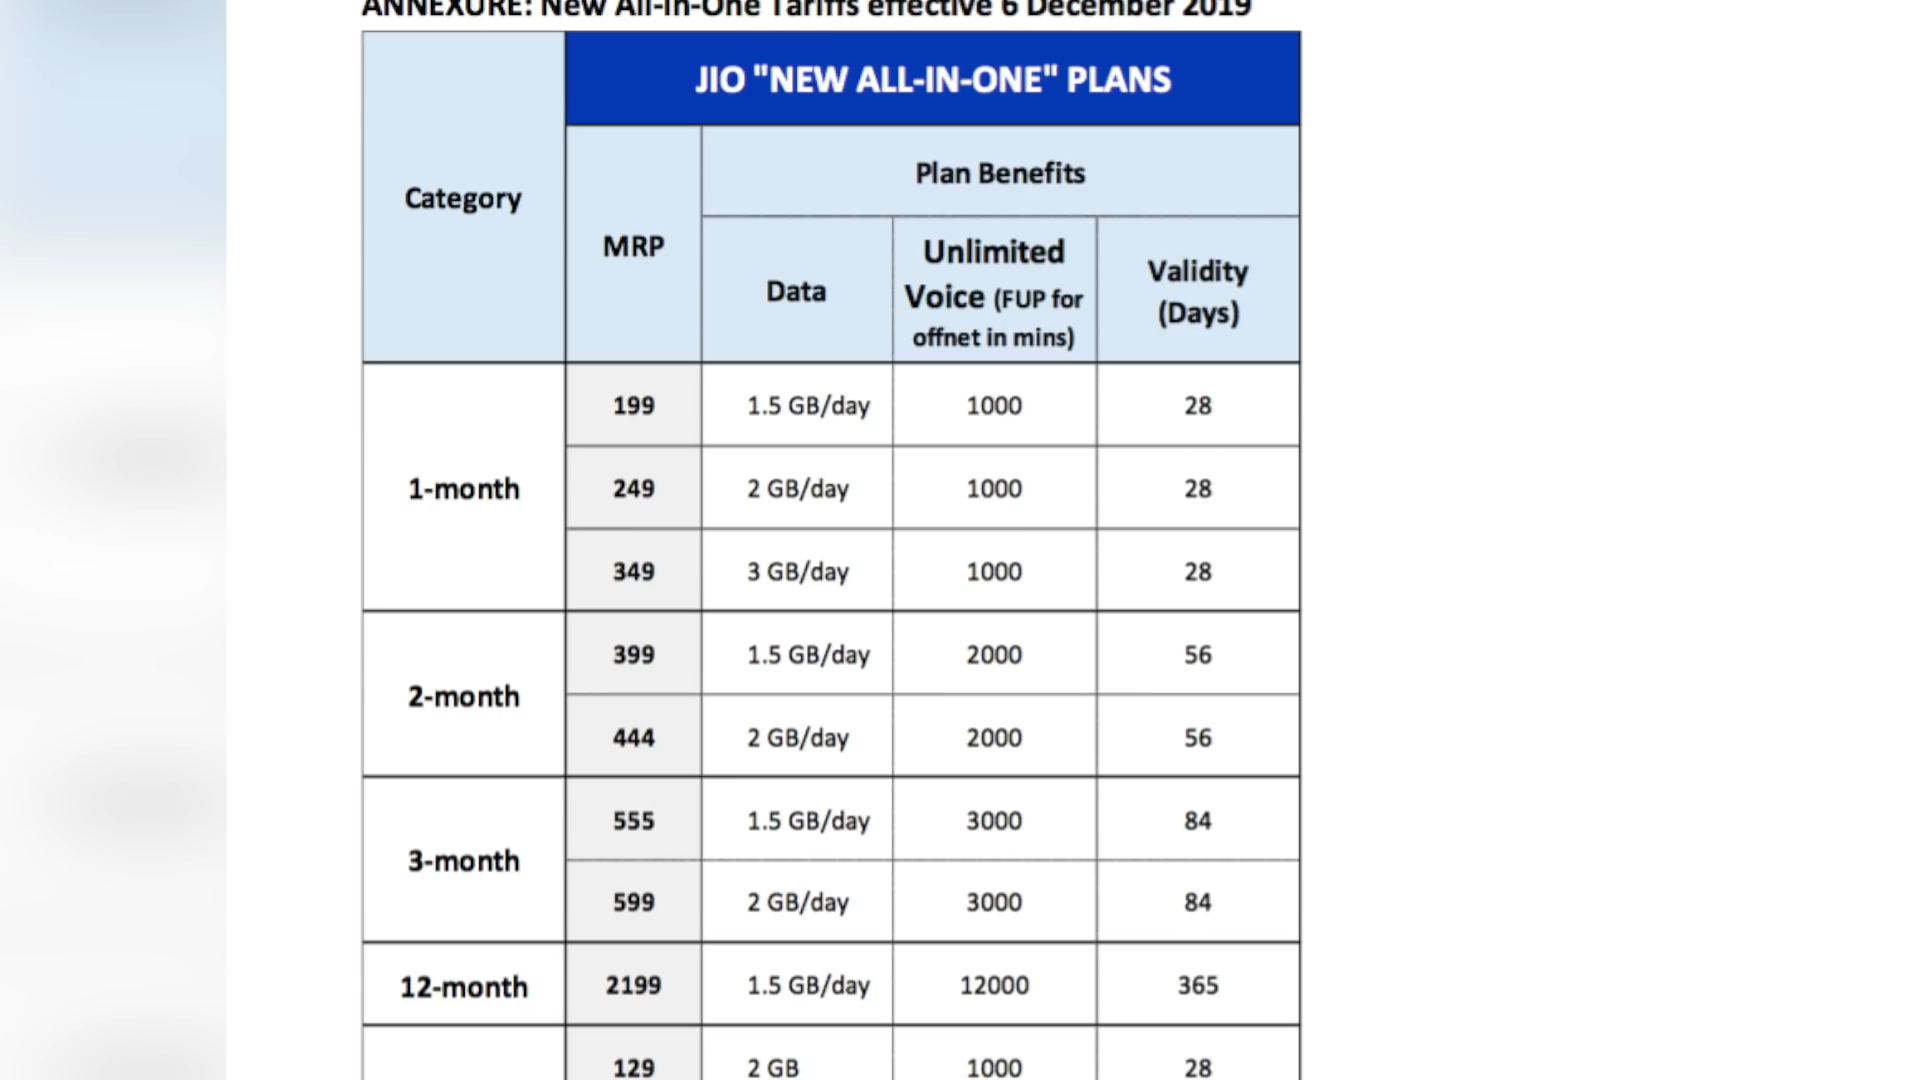 ANNEXURE: New All-in-One Tariffs effective 6 December 2019
JIO "NEW ALL-IN-ONE" PLANS
Category
MRP
Plan Benefits
Data
Unlimited
Voice (FUP for
offnet in mins)
Validity
(Days)
1-month
199 1.5 GB/day 1000 28
249 2 GB/day 1000 28
349 3 GB/day 1000 28
2-month
399 1.5 GB/day 2000 56
444 2 GB/day 2000 56
3-month
555 1.5 GB/day 3000 84
599 2 GB/day 3000 84
12-month 2199 1.5 GB/day 12000 365
129 2 GB 1000 28